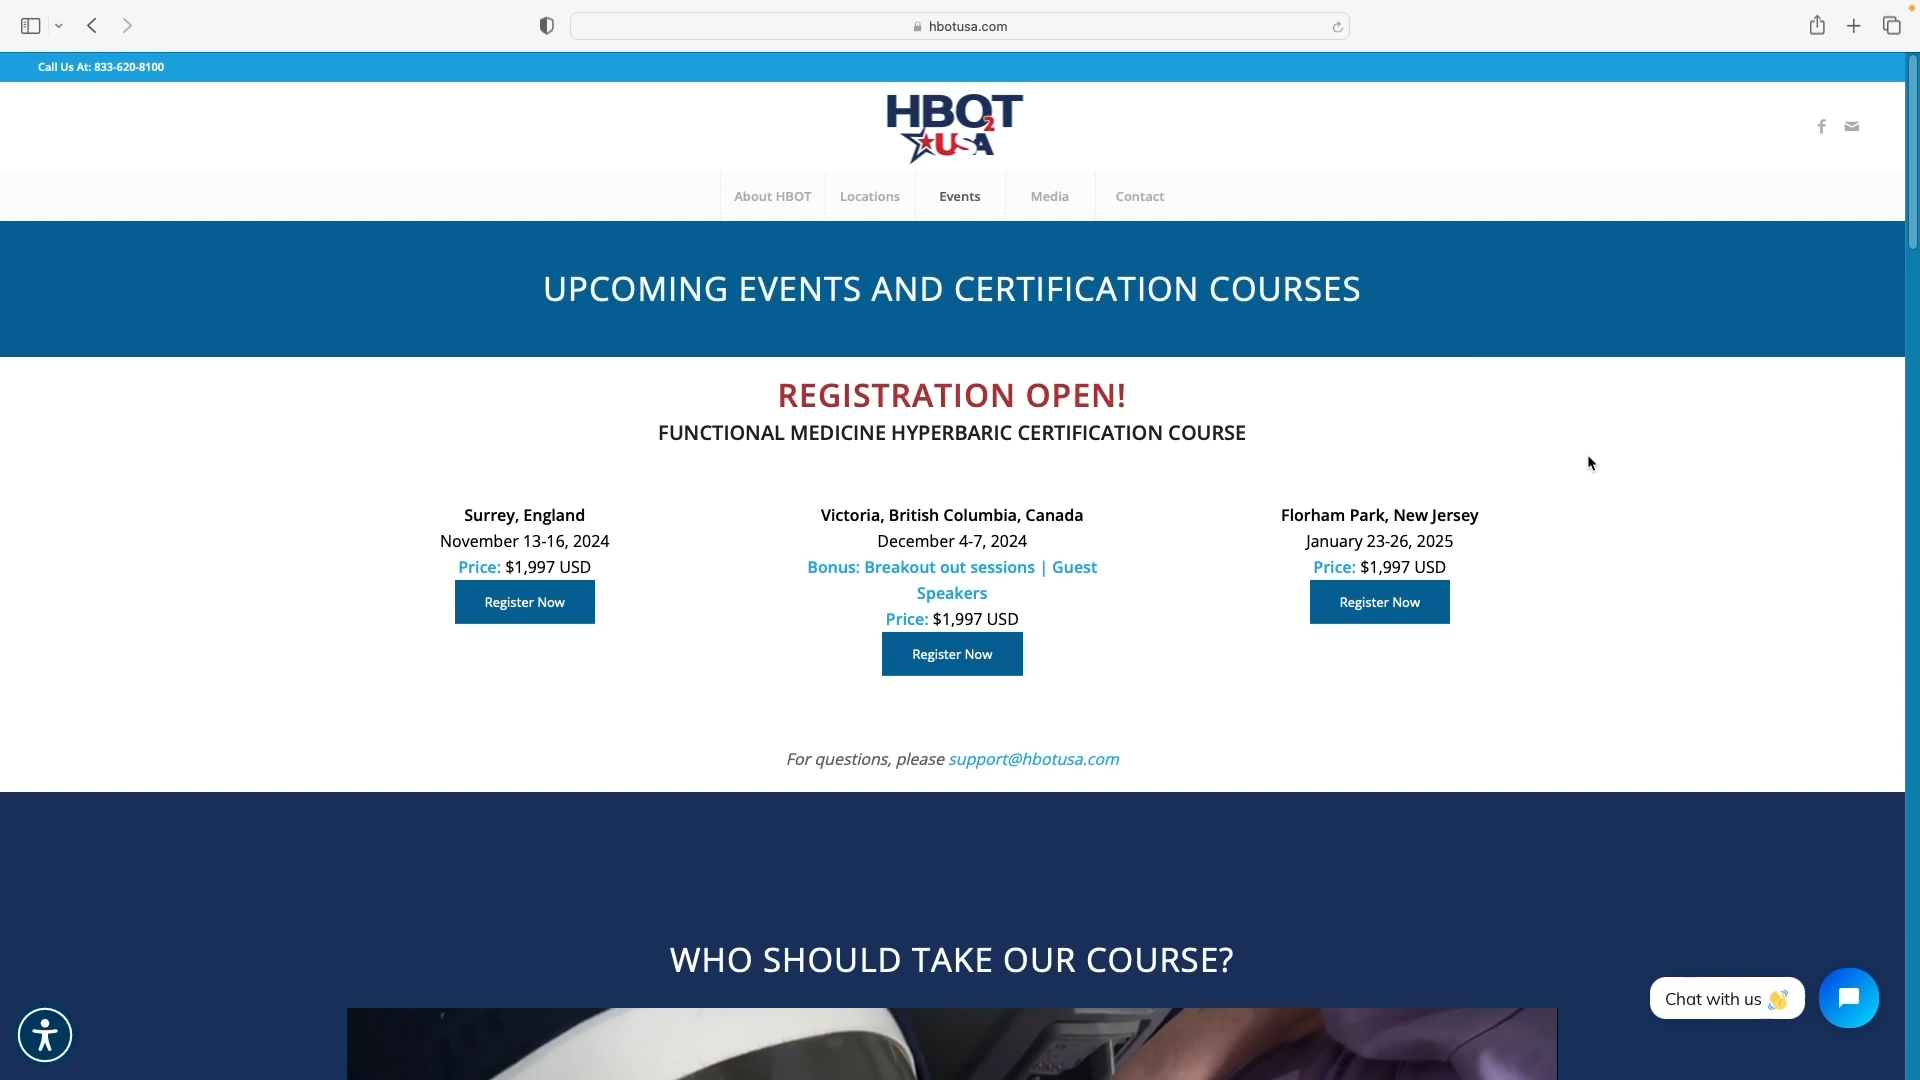 hbotusa.com
Call Us At: 833-620-8100
HBO2T
USA
About HBOT
Locations
Events
Media
Contact
UPCOMING EVENTS AND CERTIFICATION COURSES
REGISTRATION OPEN!
FUNCTIONAL MEDICINE HYPERBARIC CERTIFICATION COURSE
Surrey, England
November 13-16, 2024
Price: $1,997 USD
Register Now
Victoria, British Columbia, Canada
December 4-7, 2024
Bonus: Breakout out sessions | Guest
Speakers
Price: $1,997 USD
Register Now
Florham Park, New Jersey
January 23-26, 2025
Price: $1,997 USD
Register Now
For questions, please support@hbotusa.com
WHO SHOULD TAKE OUR COURSE?
Chat with us 👋